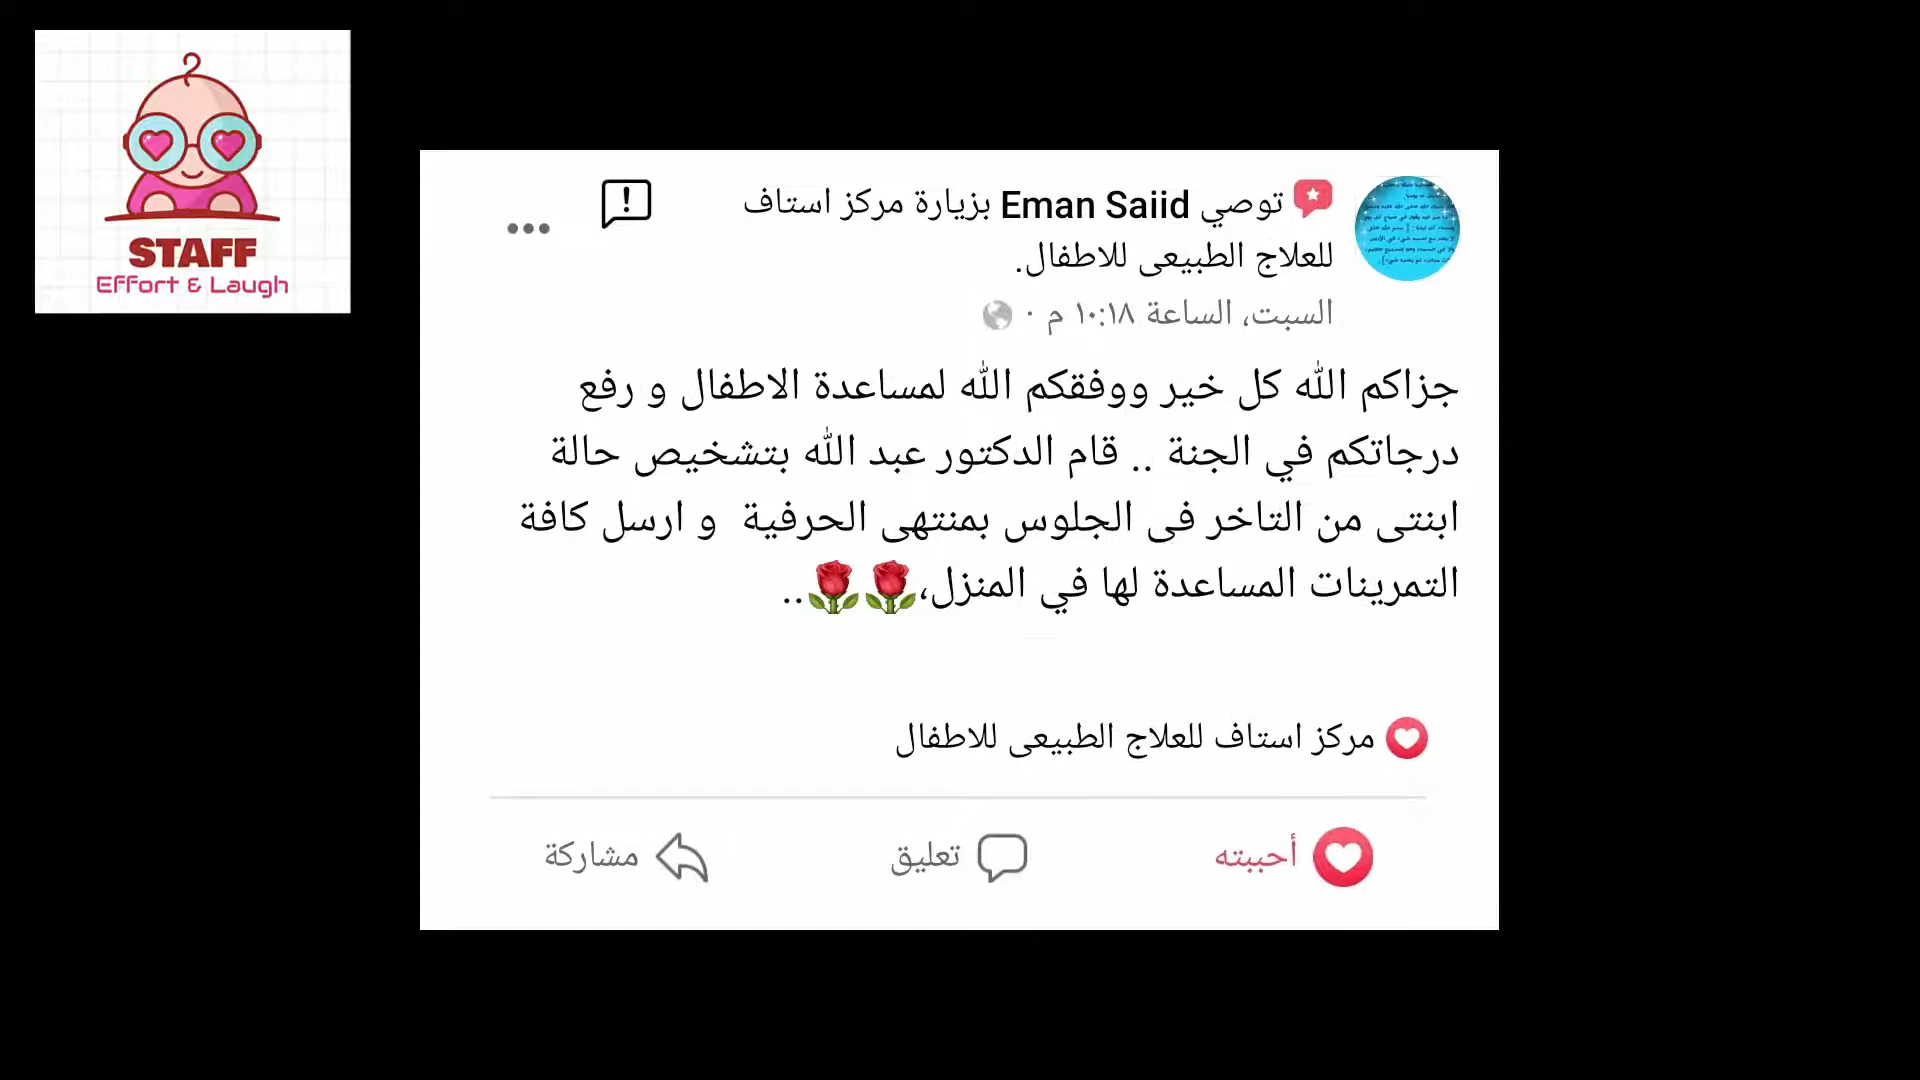 STAFF
Effort & Laugh
توصي Eman Saiid بزيارة مركز استاف
للعلاج الطبيعى للاطفال.
السبت، الساعة ١٠:١٨ م ·
جزاكم الله كل خير ووفقكم الله لمساعدة الاطفال و رفع
درجاتكم في الجنة .. قام الدكتور عبد الله بتشخيص حالة
ابنتى من التاخر فى الجلوس بمنتهى الحرفية و ارسل كافة
التمرينات المساعدة لها في المنزل،🌹🌹..
مركز استاف للعلاج الطبيعى للاطفال
أحببته
تعليق
مشاركة